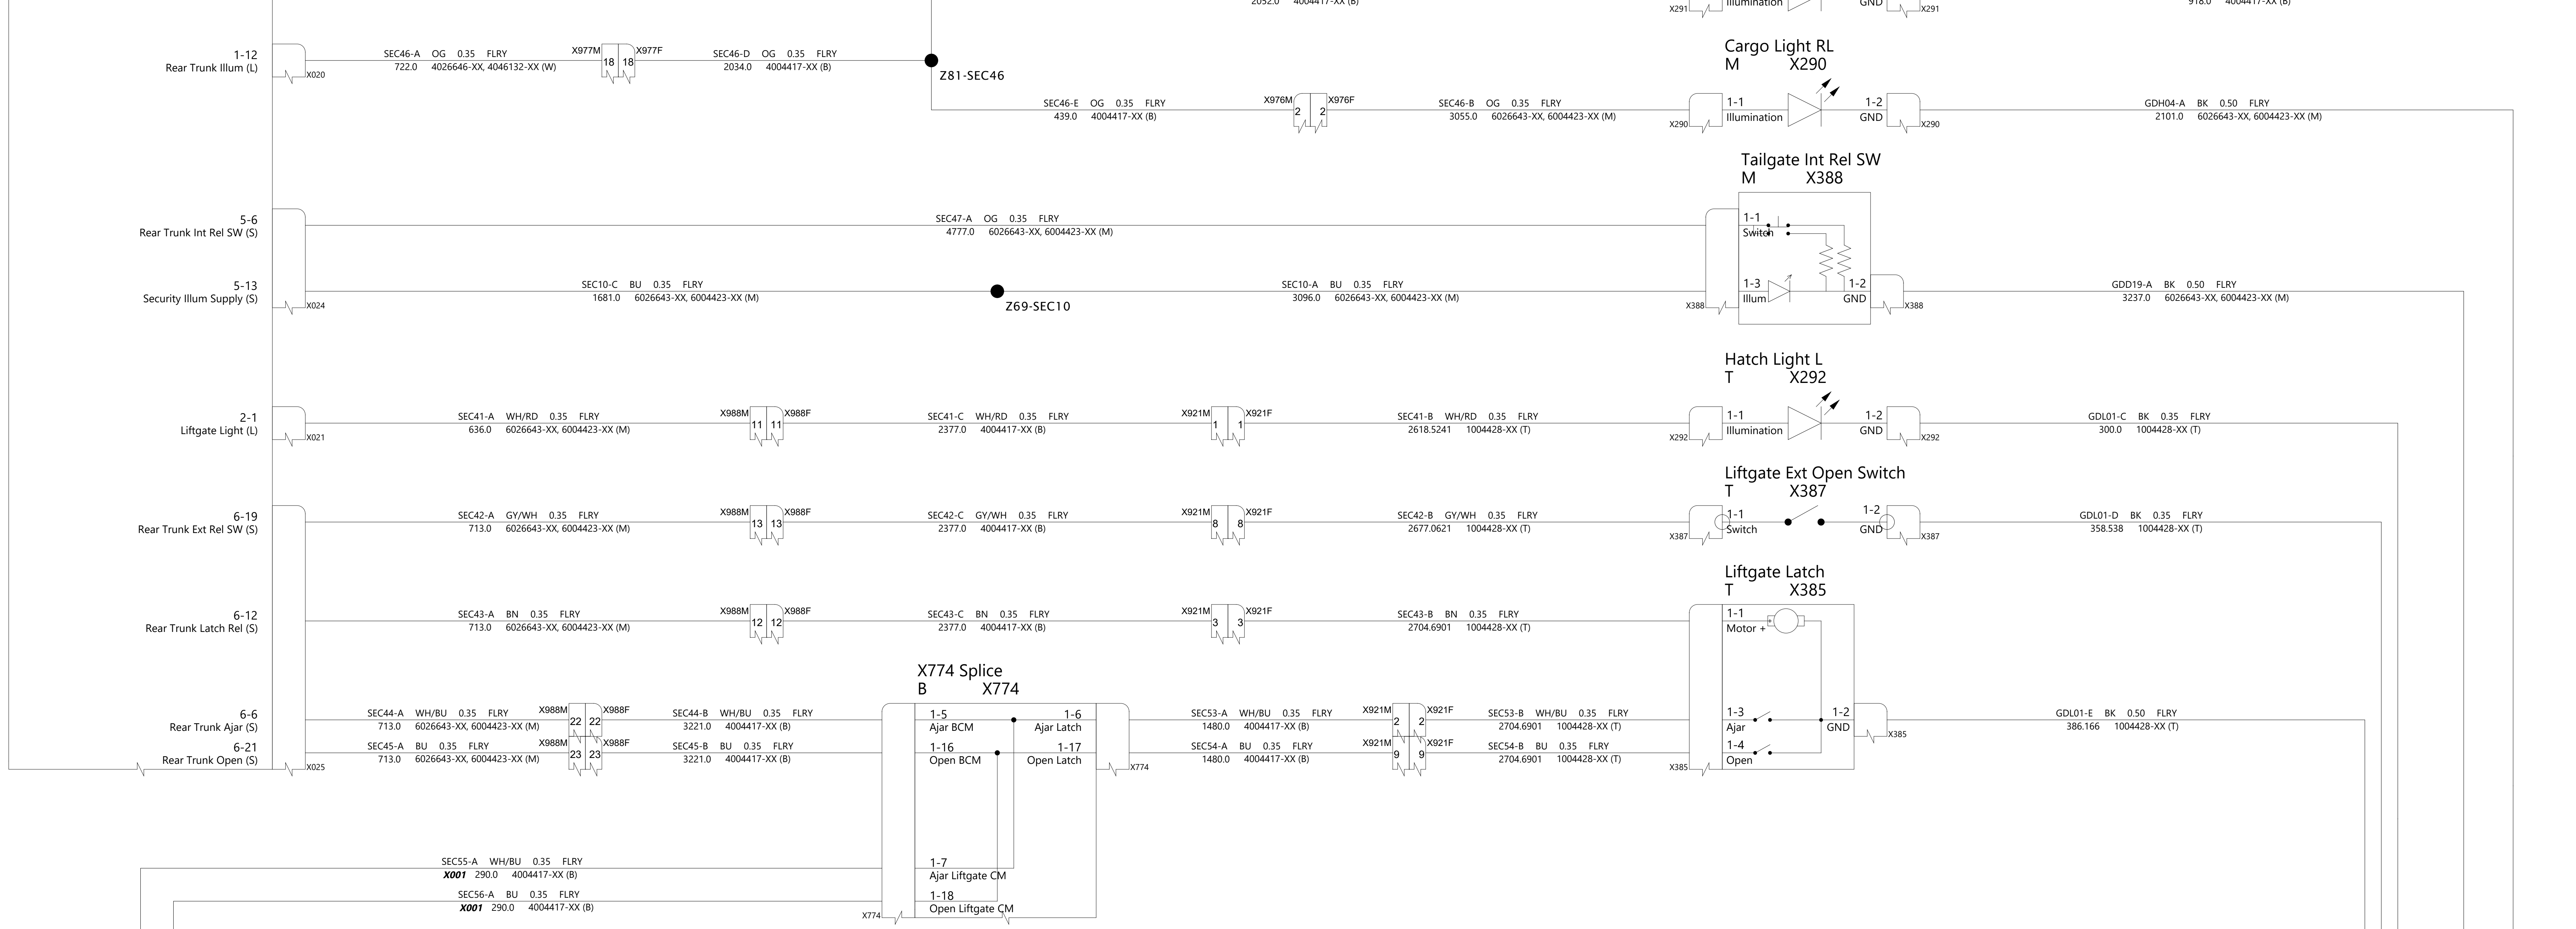 2052.0 4004417-XX (B)
X291 Illumination GND X291
918.0 4004417-XX (B)
1-12
Rear Trunk Illum (L)
X020
SEC46-A OG 0.35 FLRY
722.0 4026646-XX, 4046132-XX (W)
X977M X977F
18 18
SEC46-D OG 0.35 FLRY
2034.0 4004417-XX (B)
Z81-SEC46
Cargo Light RL
M X290
SEC46-E OG 0.35 FLRY
439.0 4004417-XX (B)
X976M X976F
2 2
SEC46-B OG 0.35 FLRY
3055.0 6026643-XX, 6004423-XX (M)
X290
1-1
Illumination
1-2
GND
X290
GDH04-A BK 0.50 FLRY
2101.0 6026643-XX, 6004423-XX (M)
Tailgate Int Rel SW
M X388
5-6
Rear Trunk Int Rel SW (S)
SEC47-A OG 0.35 FLRY
4777.0 6026643-XX, 6004423-XX (M)
1-1
Switch
5-13
Security Illum Supply (S)
X024
SEC10-C BU 0.35 FLRY
1681.0 6026643-XX, 6004423-XX (M)
Z69-SEC10
SEC10-A BU 0.35 FLRY
3096.0 6026643-XX, 6004423-XX (M)
X388
1-3
Illum
1-2
GND
X388
GDD19-A BK 0.50 FLRY
3237.0 6026643-XX, 6004423-XX (M)
Hatch Light L
T X292
2-1
Liftgate Light (L)
X021
SEC41-A WH/RD 0.35 FLRY
636.0 6026643-XX, 6004423-XX (M)
X988M X988F
11 11
SEC41-C WH/RD 0.35 FLRY
2377.0 4004417-XX (B)
X921M X921F
1 1
SEC41-B WH/RD 0.35 FLRY
2618.5241 1004428-XX (T)
X292
1-1
Illumination
1-2
GND
X292
GDL01-C BK 0.35 FLRY
300.0 1004428-XX (T)
Liftgate Ext Open Switch
T X387
6-19
Rear Trunk Ext Rel SW (S)
SEC42-A GY/WH 0.35 FLRY
713.0 6026643-XX, 6004423-XX (M)
X988M X988F
13 13
SEC42-C GY/WH 0.35 FLRY
2377.0 4004417-XX (B)
X921M X921F
8 8
SEC42-B GY/WH 0.35 FLRY
2677.0621 1004428-XX (T)
X387
1-1
Switch
1-2
GND
X387
GDL01-D BK 0.35 FLRY
358.538 1004428-XX (T)
Liftgate Latch
T X385
6-12
Rear Trunk Latch Rel (S)
SEC43-A BN 0.35 FLRY
713.0 6026643-XX, 6004423-XX (M)
X988M X988F
12 12
SEC43-C BN 0.35 FLRY
2377.0 4004417-XX (B)
X921M X921F
3 3
SEC43-B BN 0.35 FLRY
2704.6901 1004428-XX (T)
1-1
Motor +
X774 Splice
B X774
6-6
Rear Trunk Ajar (S)
SEC44-A WH/BU 0.35 FLRY
713.0 6026643-XX, 6004423-XX (M)
X988M X988F
22 22
SEC44-B WH/BU 0.35 FLRY
3221.0 4004417-XX (B)
1-5
Ajar BCM
1-6
Ajar Latch
SEC53-A WH/BU 0.35 FLRY
1480.0 4004417-XX (B)
X921M X921F
2 2
SEC53-B WH/BU 0.35 FLRY
2704.6901 1004428-XX (T)
1-3
Ajar
1-2
GND
X385
GDL01-E BK 0.50 FLRY
386.166 1004428-XX (T)
6-21
Rear Trunk Open (S)
X025
SEC45-A BU 0.35 FLRY
713.0 6026643-XX, 6004423-XX (M)
X988M X988F
23 23
SEC45-B BU 0.35 FLRY
3221.0 4004417-XX (B)
1-16
Open BCM
1-17
Open Latch
X774
SEC54-A BU 0.35 FLRY
1480.0 4004417-XX (B)
X921M X921F
9 9
SEC54-B BU 0.35 FLRY
2704.6901 1004428-XX (T)
X385
1-4
Open
SEC55-A WH/BU 0.35 FLRY
X001 290.0 4004417-XX (B)
1-7
Ajar Liftgate CM
SEC56-A BU 0.35 FLRY
X001 290.0 4004417-XX (B)
1-18
Open Liftgate CM
X774